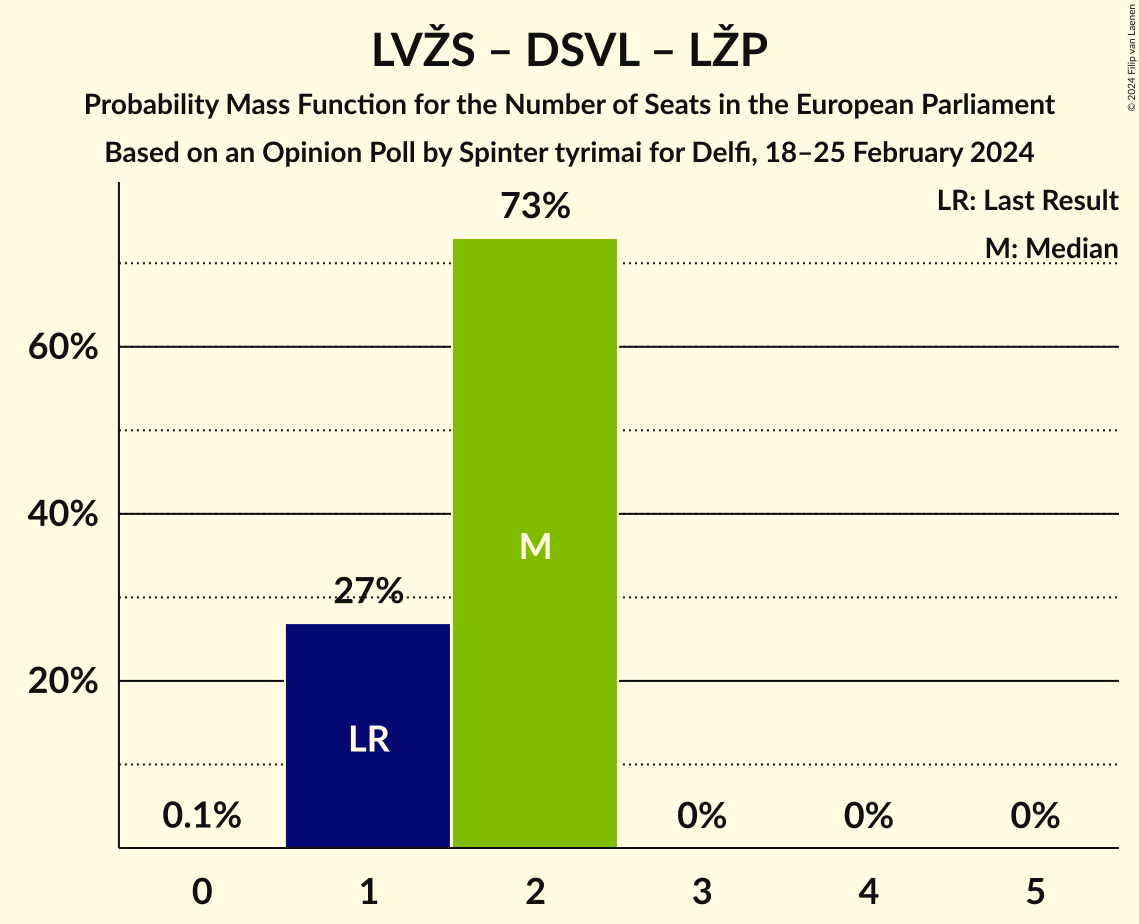 LVŽS – DSVL – LŽP
Probability Mass Function for the Number of Seats in the European Parliament
Based on an Opinion Poll by Spinter tyrimai for Delfi, 18–25 February 2024
© 2024 Filip van Laenen
LR: Last Result
M: Median
73%
60%
40%
M
27%
20%
LR
0.1%
0%
0%
0%
0
1
2
3
4
5